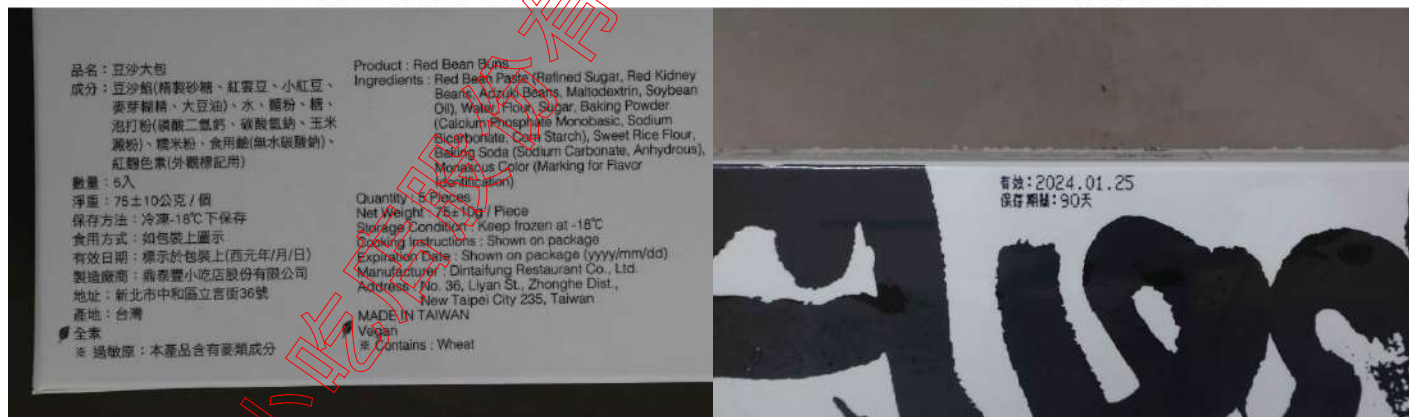 品名：豆沙大包
成分：豆沙餡(精製砂糖、紅雲豆、小紅豆、
麥芽糊精、大豆油)、水、麵粉、糖、
泡打粉(磷酸二氫鈣、碳酸氫鈉、玉米
澱粉)、糯米粉、食用鹼(無水碳酸鈉)、
紅麴色素(外觀標記用)
數量：5入
淨重：75±10公克/個
保存方法：冷凍-18℃下保存
食用方式：如包裝上圖示
有效日期：標示於包裝上(西元年/月/日)
製造廠商：鼎泰豐小吃店股份有限公司
地址：新北市中和區立言街36號
產地：台灣
全素
※ 過敏原：本產品含有麥類成分
Product : Red Bean Buns
Ingredients : Red Bean Paste (Refined Sugar, Red Kidney
Beans, Adzuki Beans, Maltodextrin, Soybean
Oil), Water, Flour, Sugar, Baking Powder
(Calcium Phosphate Monobasic, Sodium
Bicarbonate, Corn Starch), Sweet Rice Flour,
Baking Soda (Sodium Carbonate, Anhydrous),
Monascus Color (Marking for Flavor
Identification)
Quantity : 5 Pieces
Net Weight : 75±10g / Piece
Storage Condition : Keep frozen at -18℃
Cooking Instructions : Shown on package
Expiration Date : Shown on package (yyyy/mm/dd)
Manufacturer : Dintaifung Restaurant Co., Ltd.
Address : No. 36, Liyan St., Zhonghe Dist.,
New Taipei City 235, Taiwan
MADE IN TAIWAN
Vegan
※ Contains : Wheat
小吃店股份有
有效:2024.01.25
保存期間:90天